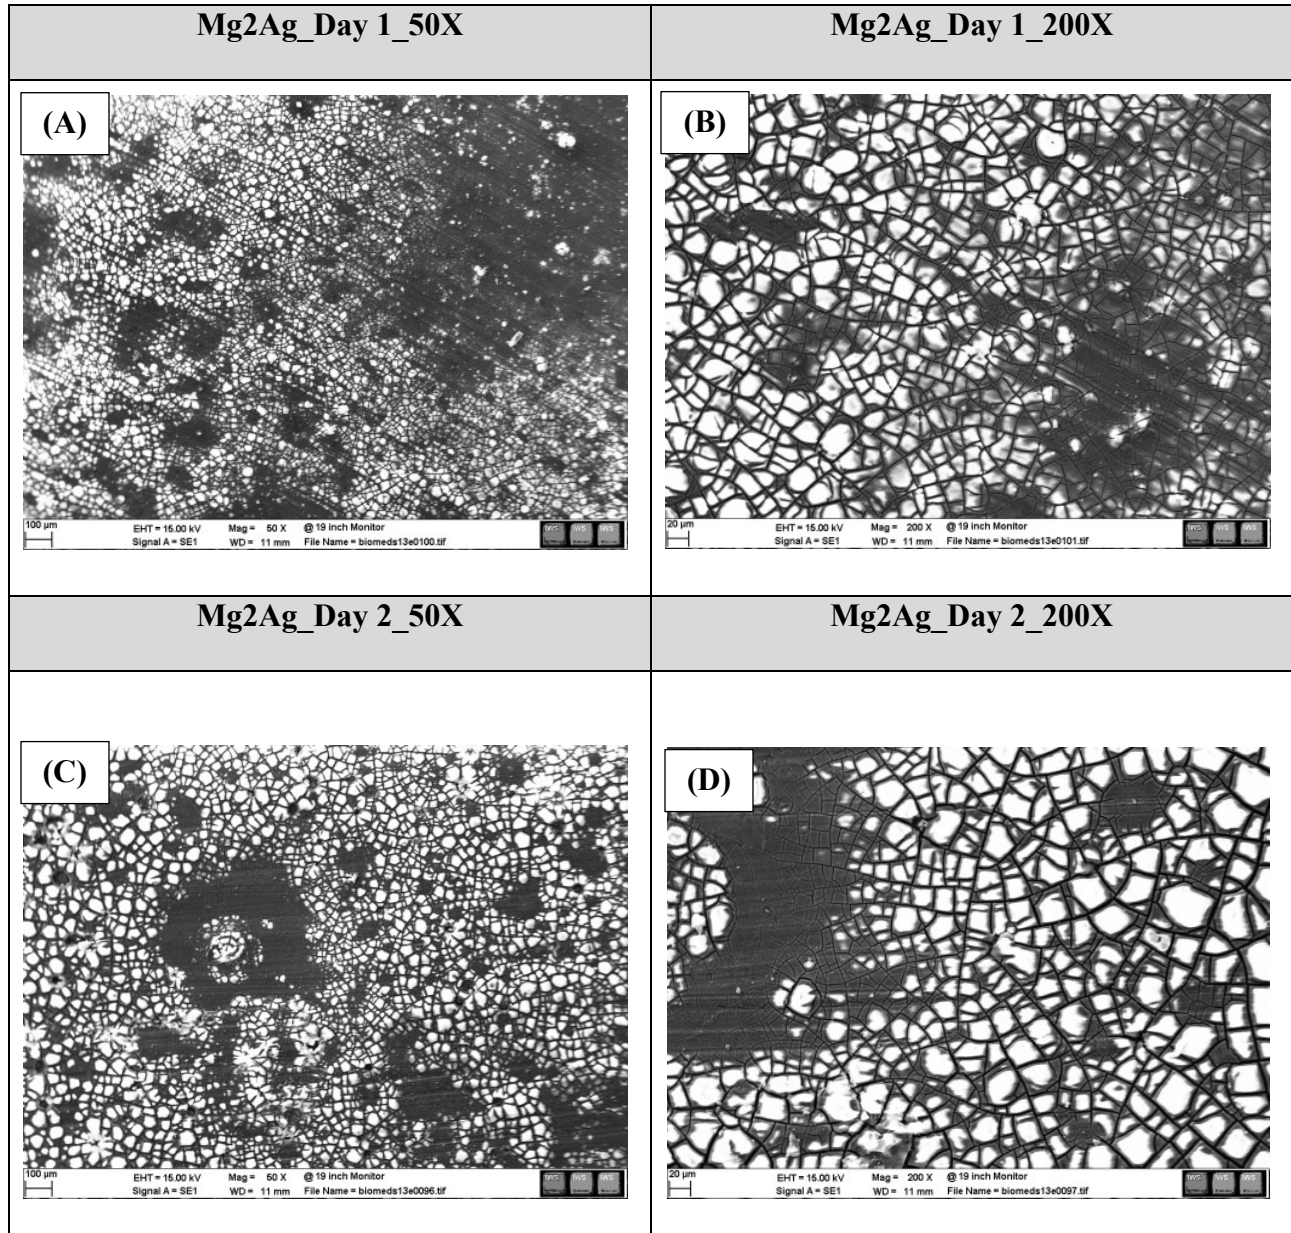 Mg2Ag_Day 1_50X
Mg2Ag_Day 1_200X
(A)
100 µm
EHT = 15.00 kV
Mag = 50 X
@ 19 inch Monitor
Signal A = SE1
WD = 11 mm
File Name = biomeds13e0100.tif
(B)
20 µm
EHT = 15.00 kV
Mag = 200 X
@ 19 inch Monitor
Signal A = SE1
WD = 11 mm
File Name = biomeds13e0101.tif
Mg2Ag_Day 2_50X
Mg2Ag_Day 2_200X
(C)
100 µm
EHT = 15.00 kV
Mag = 50 X
@ 19 inch Monitor
Signal A = SE1
WD = 11 mm
File Name = biomeds13e0096.tif
(D)
20 µm
EHT = 15.00 kV
Mag = 200 X
@ 19 inch Monitor
Signal A = SE1
WD = 11 mm
File Name = biomeds13e0097.tif